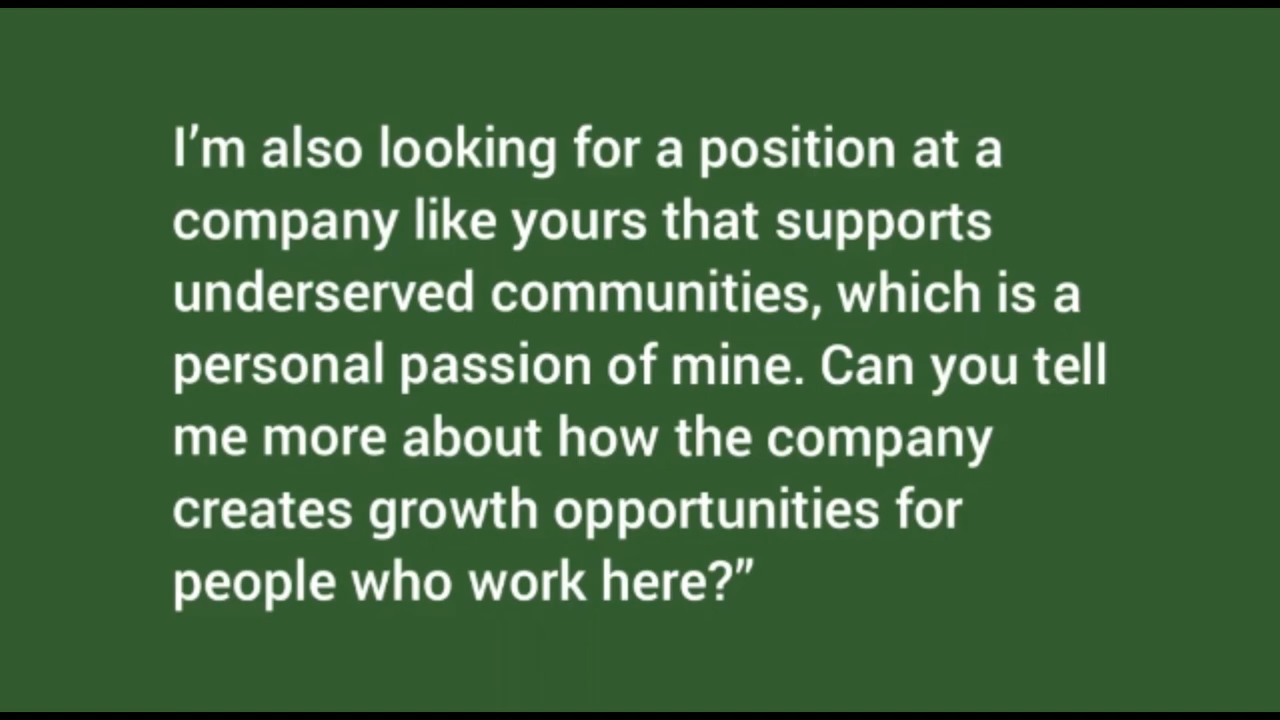 I’m also looking for a position at a
company like yours that supports
underserved communities, which is a
personal passion of mine. Can you tell
me more about how the company
creates growth opportunities for
people who work here?”